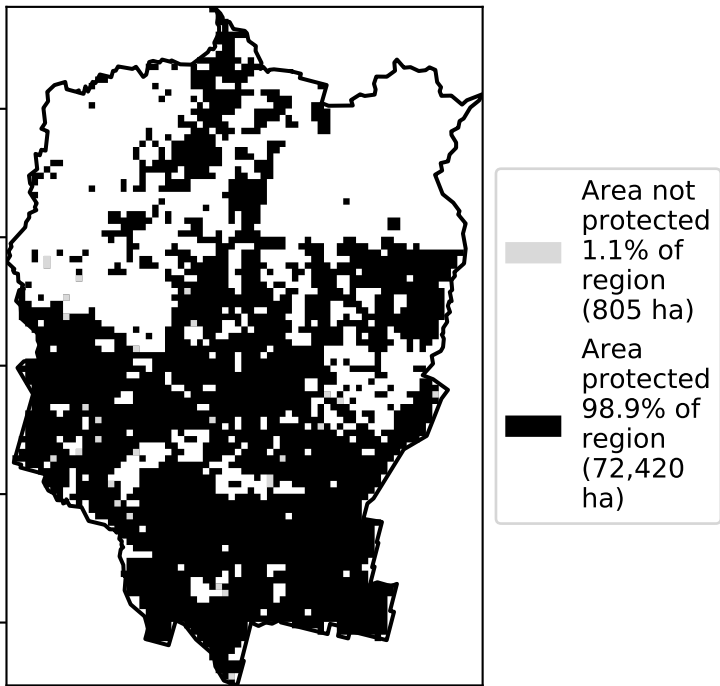 Area not
protected
1.1% of
region
(805 ha)
Area
protected
98.9% of
region
(72,420
ha)